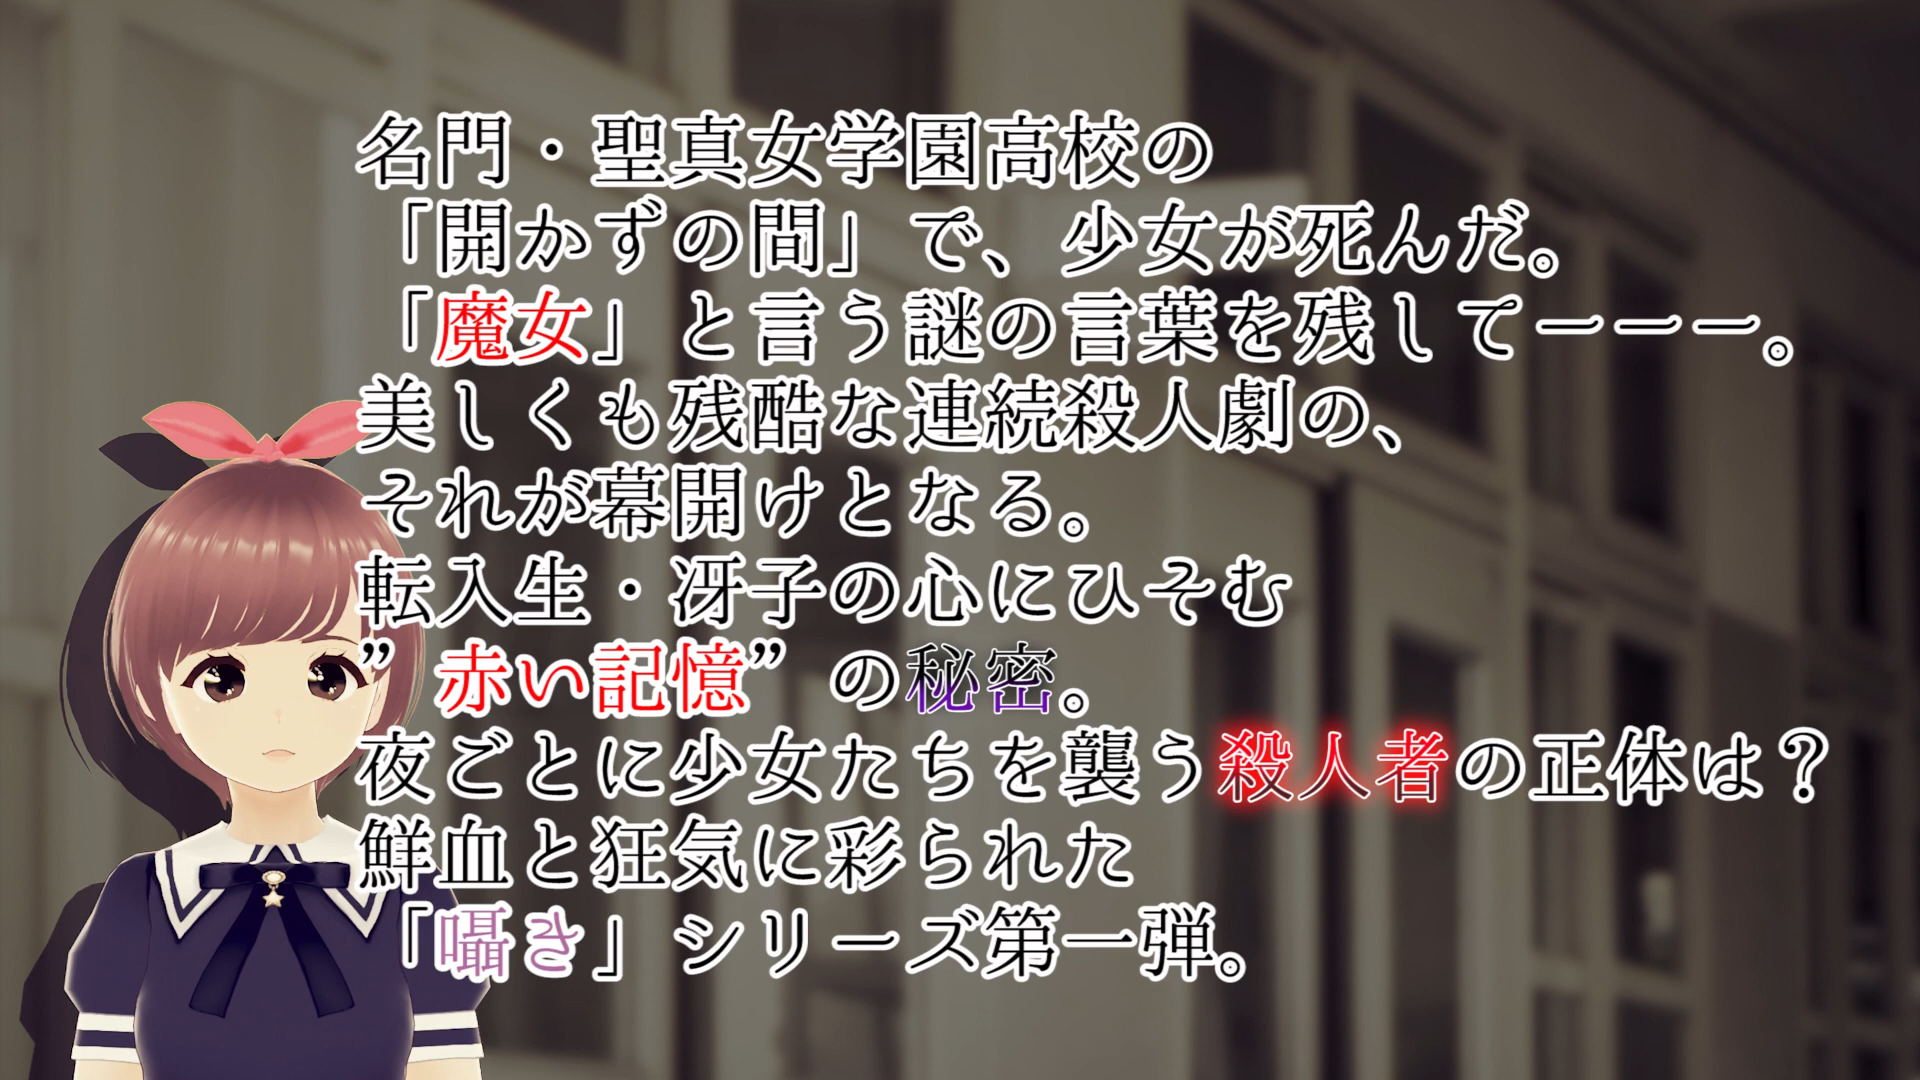 名門・聖真女学園高校の
「開かずの間」で、少女が死んだ。
「魔女」と言う謎の言葉を残してーーー。
美しくも残酷な連続殺人劇の、
それが幕開けとなる。
転入生・冴子の心にひそむ
”赤い記憶”の秘密。
夜ごとに少女たちを襲う殺人者の正体は？
鮮血と狂気に彩られた
「囁き」シリーズ第一弾。